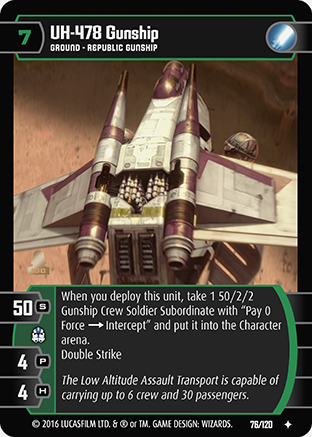 7
UH-478 Gunship
GROUND - REPUBLIC GUNSHIP
50 S
4 P
4 H
When you deploy this unit, take 1 50/2/2
Gunship Crew Soldier Subordinate with "Pay 0
Force → Intercept" and put it into the Character
arena.
Double Strike
The Low Altitude Assault Transport is capable of
carrying up to 6 crew and 30 passengers.
© 2016 LUCASFILM LTD. & ® or TM. GAME DESIGN: WIZARDS.
76/120